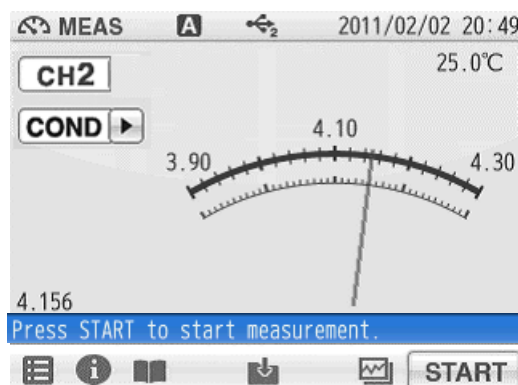 MEAS A 2 2011/02/02 20:49
25.0℃
CH2
COND
4.10
3.90 4.30
4.156
Press START to start measurement.
START